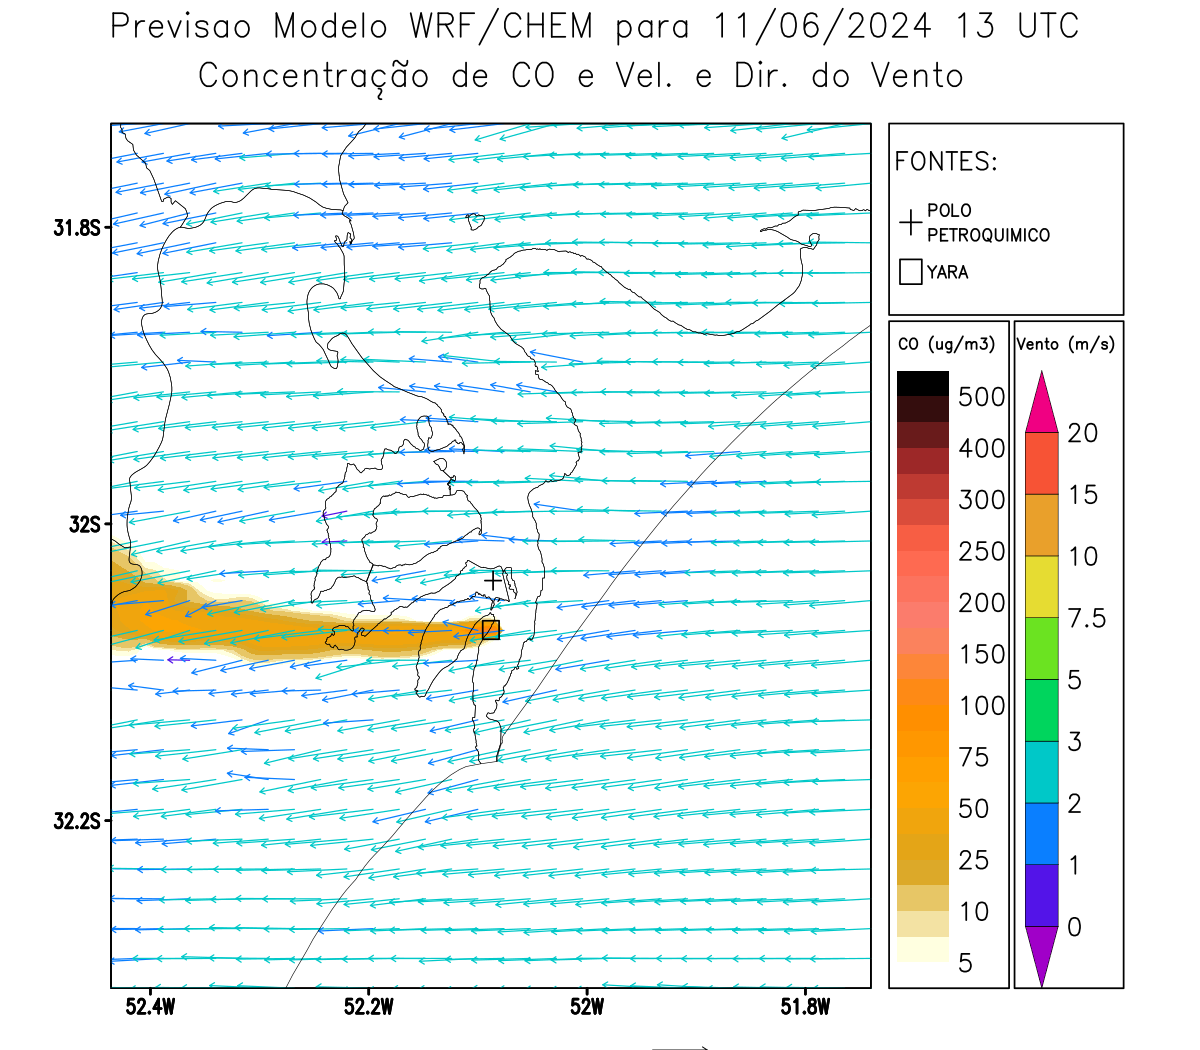 Previsao Modelo WRF/CHEM para 11/06/2024 13 UTC
Concentração de CO e Vel. e Dir. do Vento
FONTES:
POLO
PETROQUIMICO
YARA
CO (ug/m3)
500
400
300
250
200
150
100
75
50
25
10
5
Vento (m/s)
20
15
10
7.5
5
3
2
1
0
31.8S
32S
32.2S
52.4W
52.2W
52W
51.8W